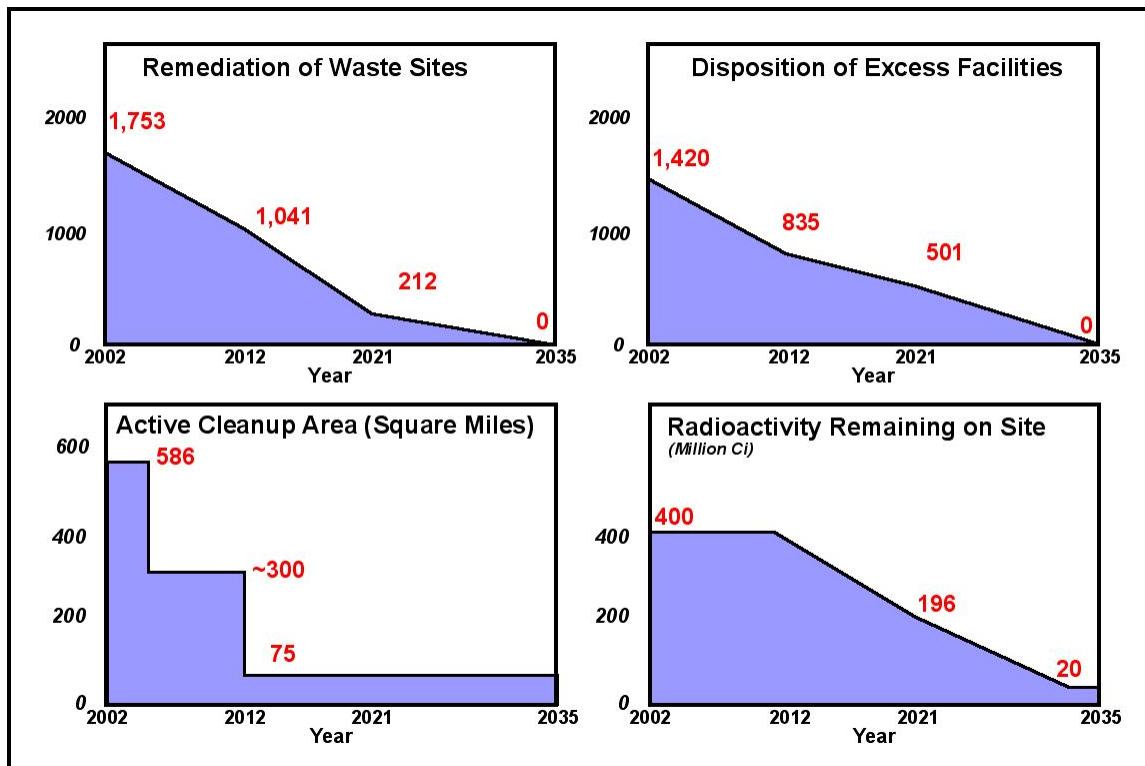 Remediation of Waste Sites
2000
1,753
1,041
1000
212
0
0
2002 2012 2021 2035
Year
Disposition of Excess Facilities
2000
1,420
835
1000
501
0
0
2002 2012 2021 2035
Year
Active Cleanup Area (Square Miles)
600
586
400
~300
200
75
0
2002 2012 2021 2035
Year
Radioactivity Remaining on Site
(Million Ci)
400
400
196
200
20
0
2002 2012 2021 2035
Year